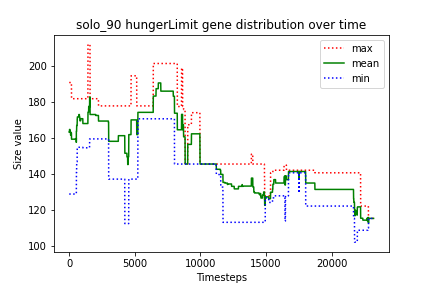 solo_90 hungerLimit gene distribution over time
max
mean
min
Size value
200
180
160
140
120
100
0
5000
10000
15000
20000
Timesteps